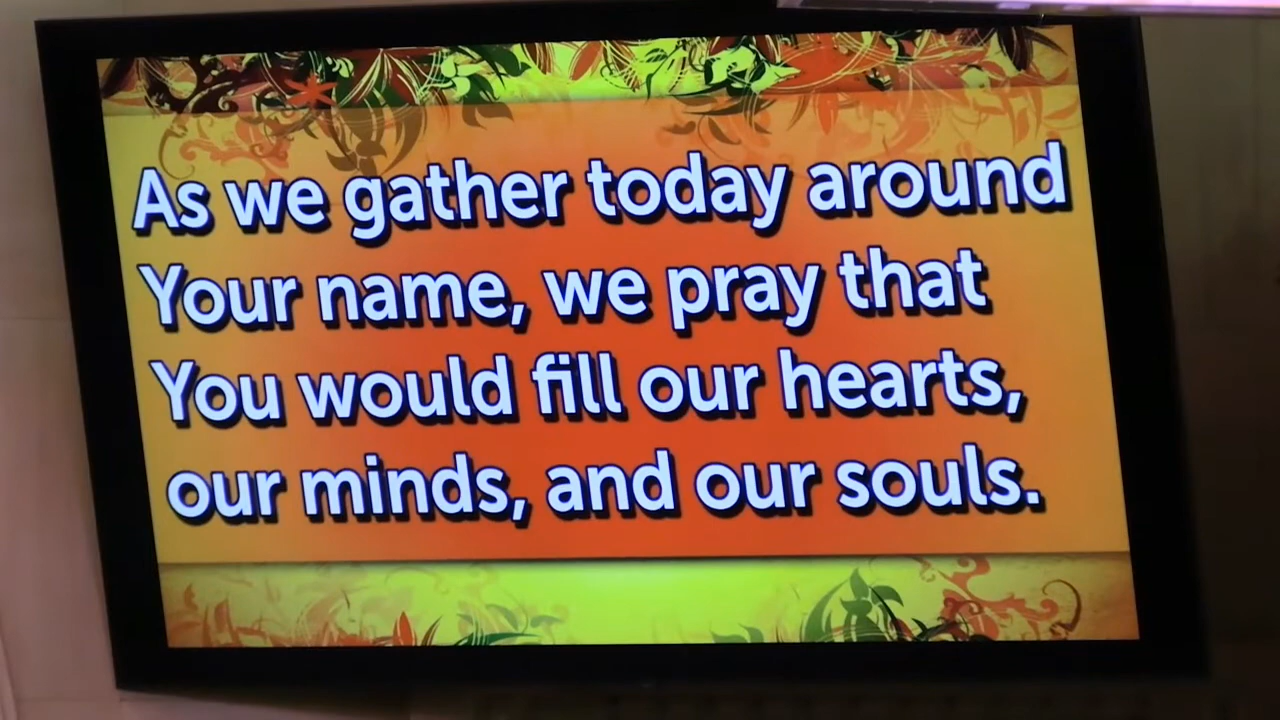 As we gather today around
Your name, we pray that
You would fill our hearts,
our minds, and our souls.